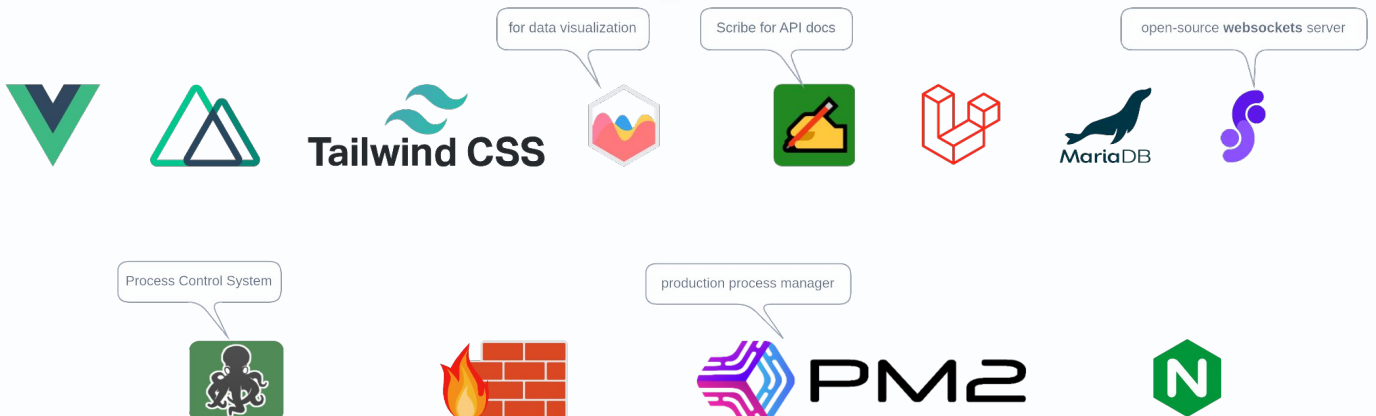 for data visualization
Scribe for API docs
open-source websockets server
Tailwind CSS
MariaDB
Process Control System
production process manager
PM2
N